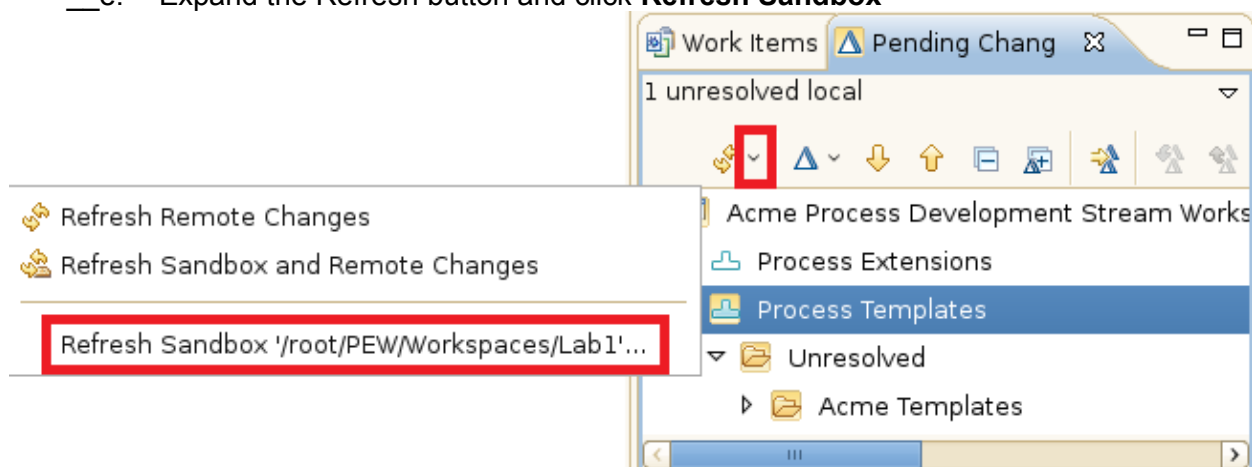 __c. Expand the Refresh button and click Refresh Sandbox
Work Items Pending Chang
1 unresolved local
Refresh Remote Changes
Refresh Sandbox and Remote Changes
Refresh Sandbox '/root/PEW/Workspaces/Lab1'...
Acme Process Development Stream Works
Process Extensions
Process Templates
Unresolved
Acme Templates